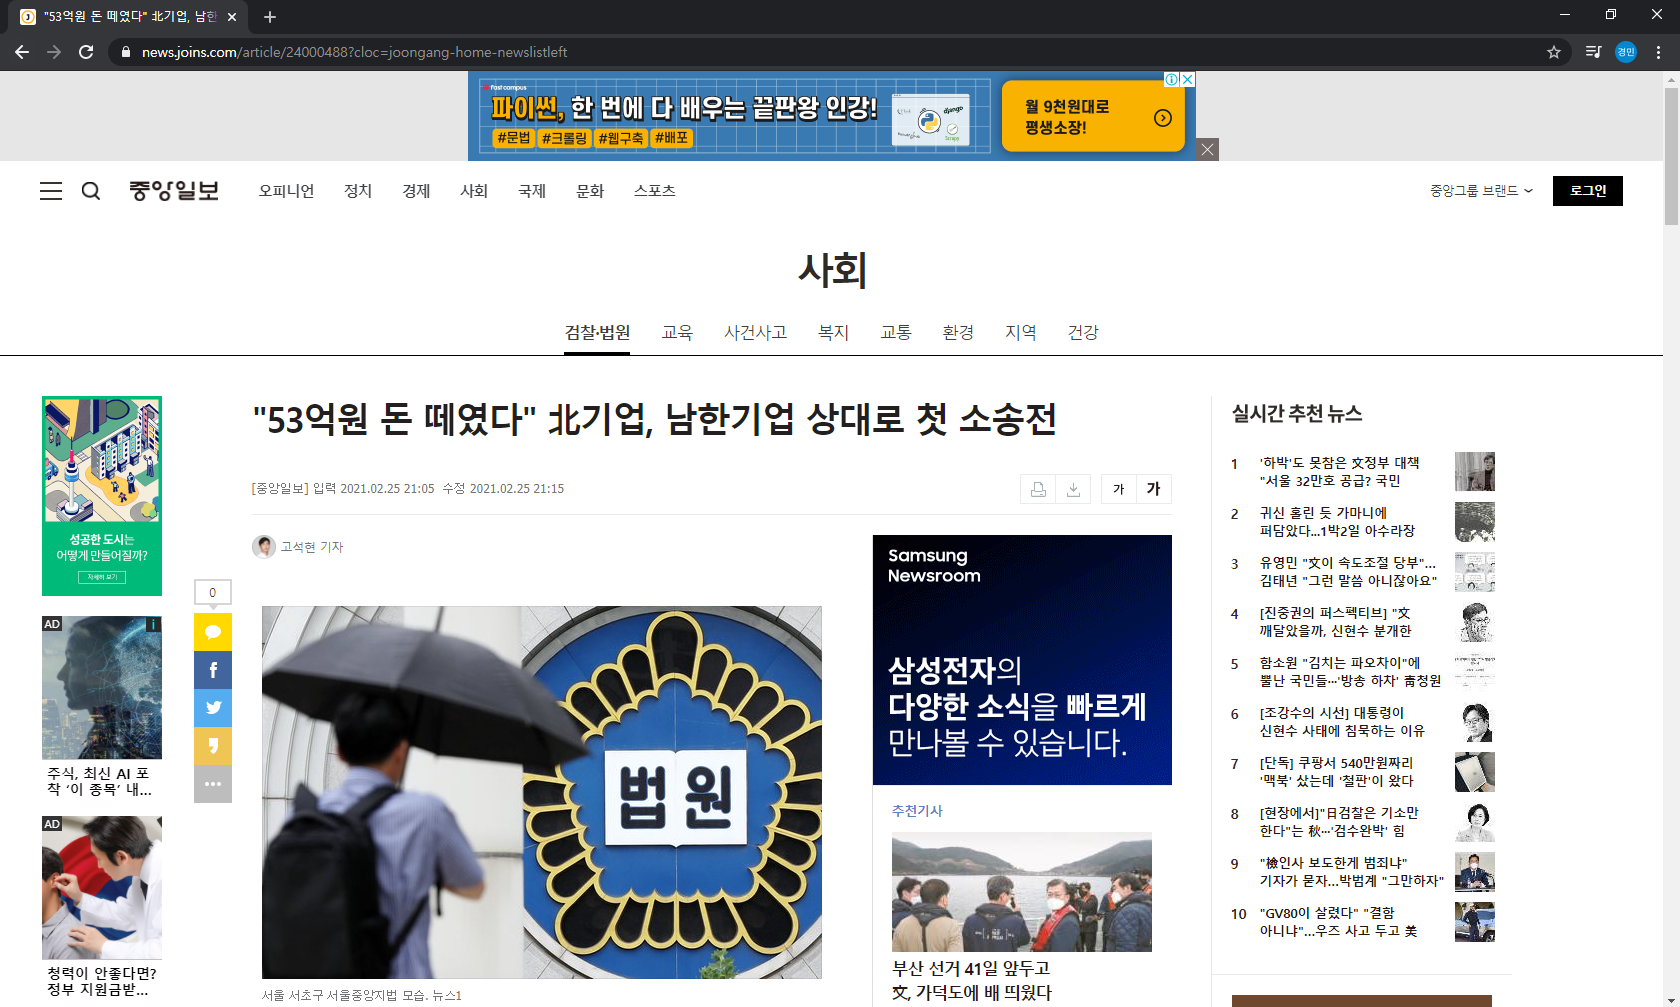 "53억원 돈 떼였다" 北기업, 남한
news.joins.com/article/24000488?cloc=joongang-home-newslistleft
경민
Fast campus
파이썬, 한 번에 다 배우는 끝판왕 인강!
#문법 #크롤링 #웹구축 #배포
django
월 9천원대로
평생소장!
중앙일보
오피니언 정치 경제 사회 국제 문화 스포츠
중앙그룹 브랜드
로그인
사회
검찰·법원 교육 사건사고 복지 교통 환경 지역 건강
"53억원 돈 떼였다" 北기업, 남한기업 상대로 첫 소송전
[중앙일보] 입력 2021.02.25 21:05 수정 2021.02.25 21:15
가 가
고석현 기자
성공한 도시는
어떻게 만들어질까?
자세히 보기
AD
주식, 최신 AI 포
착 ‘이 종목’ 내...
AD
청력이 안좋다면?
정부 지원금받...
0
법원
서울 서초구 서울중앙지법 모습. 뉴스1
Samsung
Newsroom
삼성전자의
다양한 소식을 빠르게
만나볼 수 있습니다.
추천기사
부산 선거 41일 앞두고
文, 가덕도에 배 띄웠다
실시간 추천 뉴스
1 '하박'도 못참은 文정부 대책
"서울 32만호 공급? 국민
2 귀신 홀린 듯 가마니에
퍼담았다...1박2일 아수라장
3 유영민 "文이 속도조절 당부"...
김태년 "그런 말씀 아니잖아요"
4 [진중권의 퍼스펙티브] "文
깨달았을까, 신현수 분개한
5 함소원 "김치는 파오차이"에
뿔난 국민들…'방송 하차' 靑청원
6 [조강수의 시선] 대통령이
신현수 사태에 침묵하는 이유
7 [단독] 쿠팡서 540만원짜리
'맥북' 샀는데 '철판'이 왔다
8 [현장에서]"日검찰은 기소만
한다"는 秋…'검수완박' 힘
9 "檢인사 보도한게 범죄냐"
기자가 묻자...박범계 "그만하자"
10 "GV80이 살렸다" "결함
아니냐"...우즈 사고 두고 美